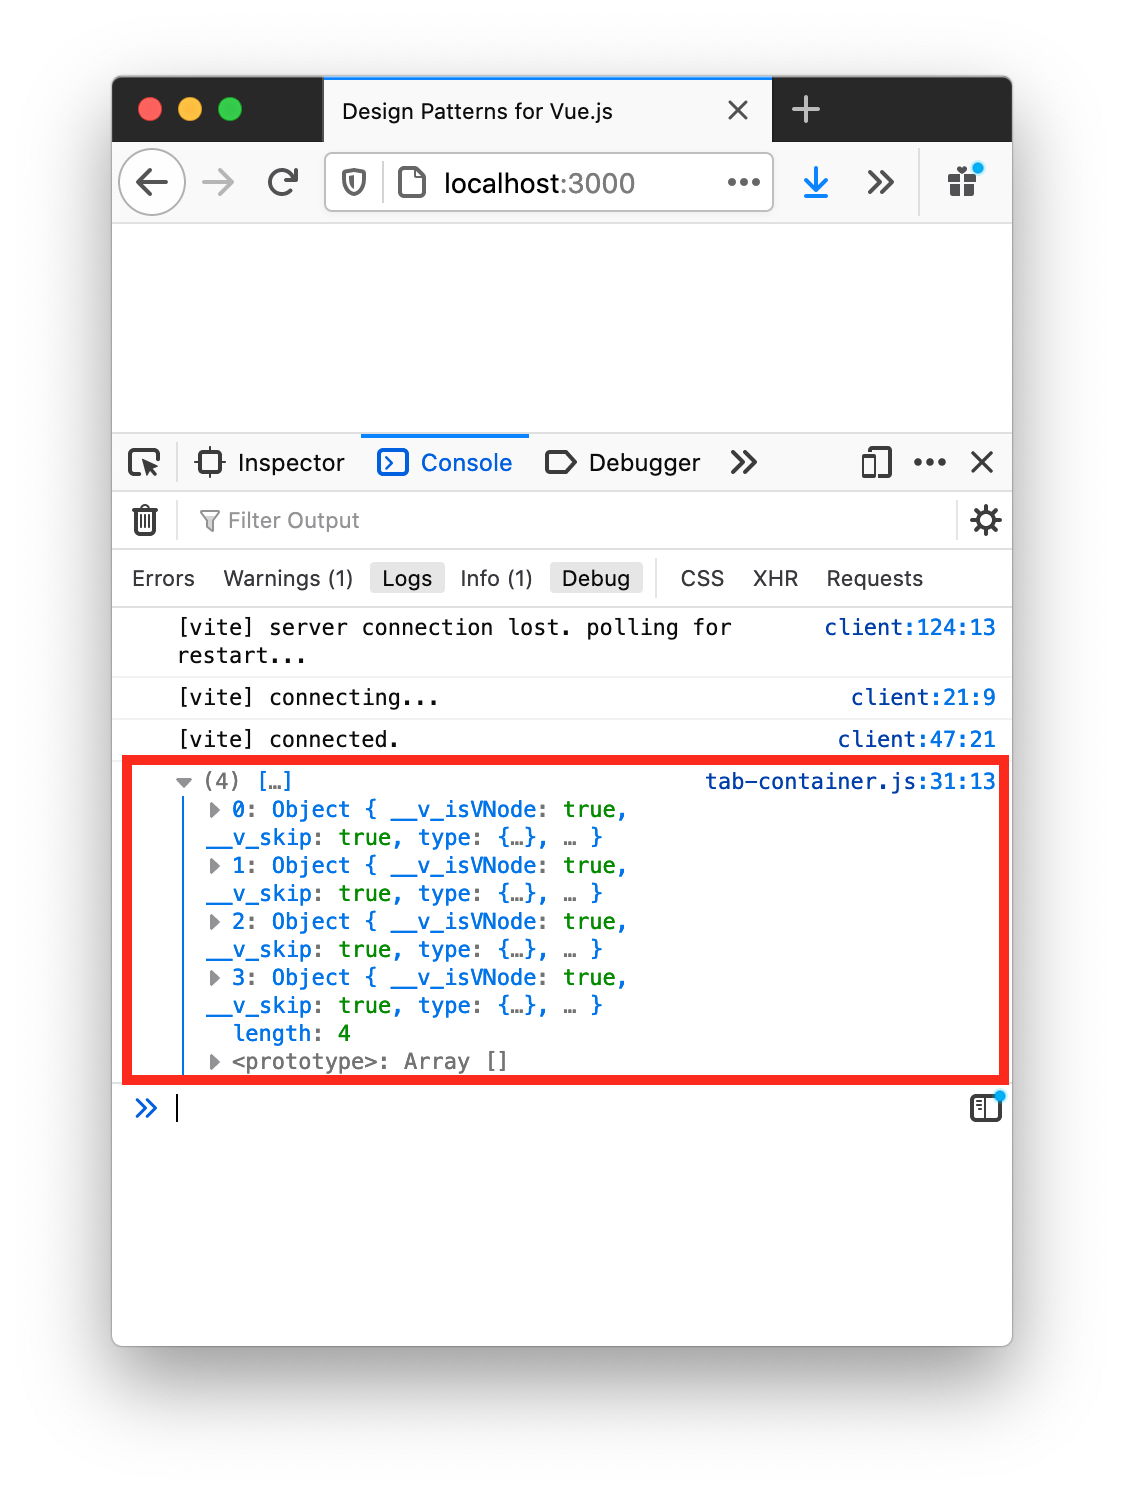 Design Patterns for Vue.js
localhost:3000
Inspector Console Debugger
Filter Output
Errors Warnings (1) Logs Info (1) Debug CSS XHR Requests
[vite] server connection lost. polling for client:124:13
restart...
[vite] connecting... client:21:9
[vite] connected. client:47:21
(4) […] tab-container.js:31:13
0: Object { __v_isVNode: true,
__v_skip: true, type: {…}, … }
1: Object { __v_isVNode: true,
__v_skip: true, type: {…}, … }
2: Object { __v_isVNode: true,
__v_skip: true, type: {…}, … }
3: Object { __v_isVNode: true,
__v_skip: true, type: {…}, … }
length: 4
<prototype>: Array []